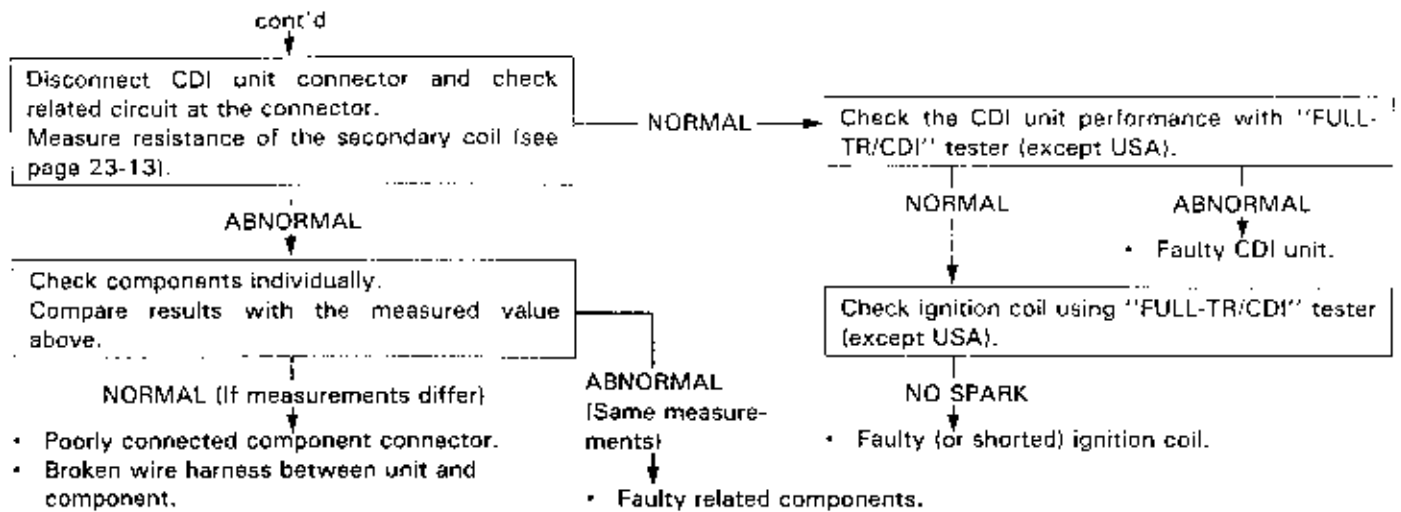 cont'd
Disconnect CDI unit connector and check
related circuit at the connector.
Measure resistance of the secondary coil (see
page 23-13).
NORMAL
Check the CDI unit performance with "FULL-
TR/CDI" tester (except USA).
ABNORMAL
NORMAL
ABNORMAL
• Faulty CDI unit.
Check components individually.
Compare results with the measured value
above.
Check ignition coil using "FULL-TR/CDI" tester
(except USA).
NORMAL (If measurements differ)
ABNORMAL
(Same measure-
ments)
NO SPARK
• Poorly connected component connector.
• Broken wire harness between unit and
component.
• Faulty (or shorted) ignition coil.
• Faulty related components.